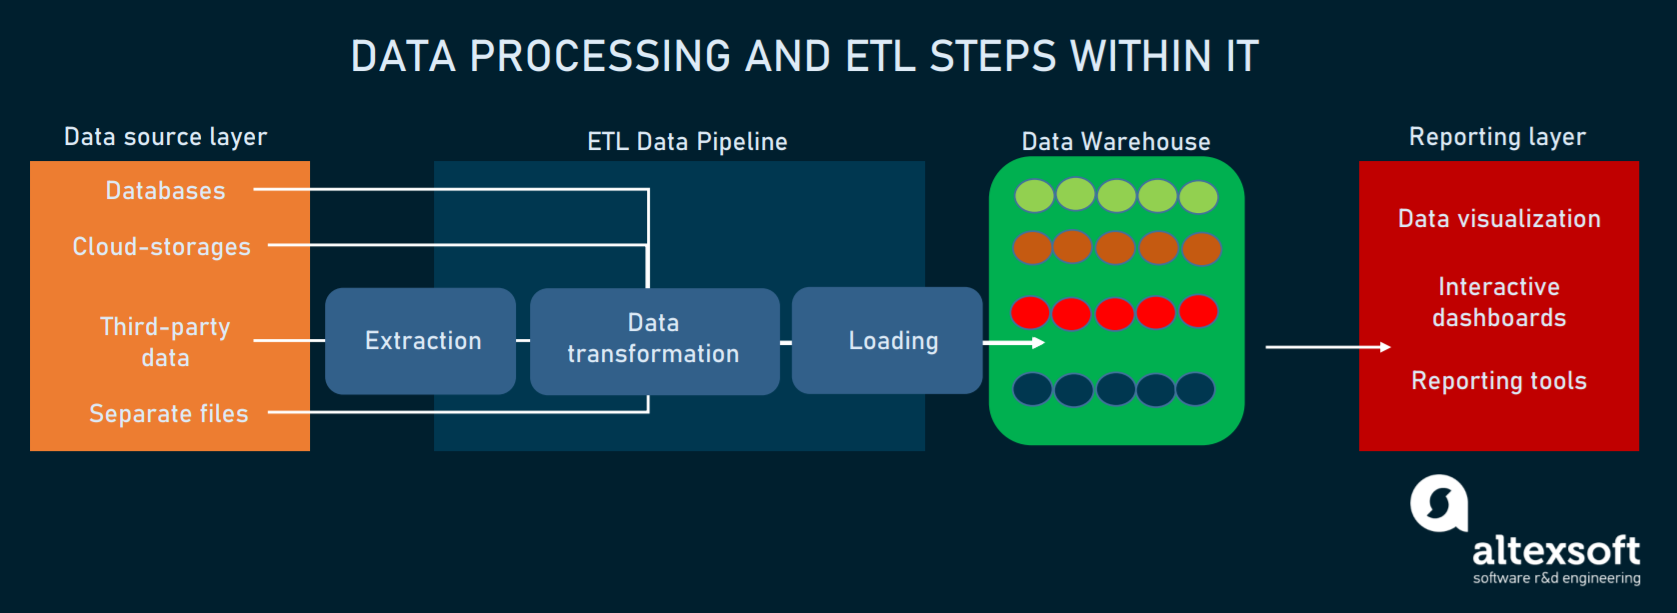 DATA PROCESSING AND ETL STEPS WITHIN IT
Data source layer
Databases
Cloud-storages
Third-party
data
Separate files
ETL Data Pipeline
Extraction
Data
transformation
Loading
Data Warehouse
Reporting layer
Data visualization
Interactive
dashboards
Reporting tools
altexsoft
software r&d engineering